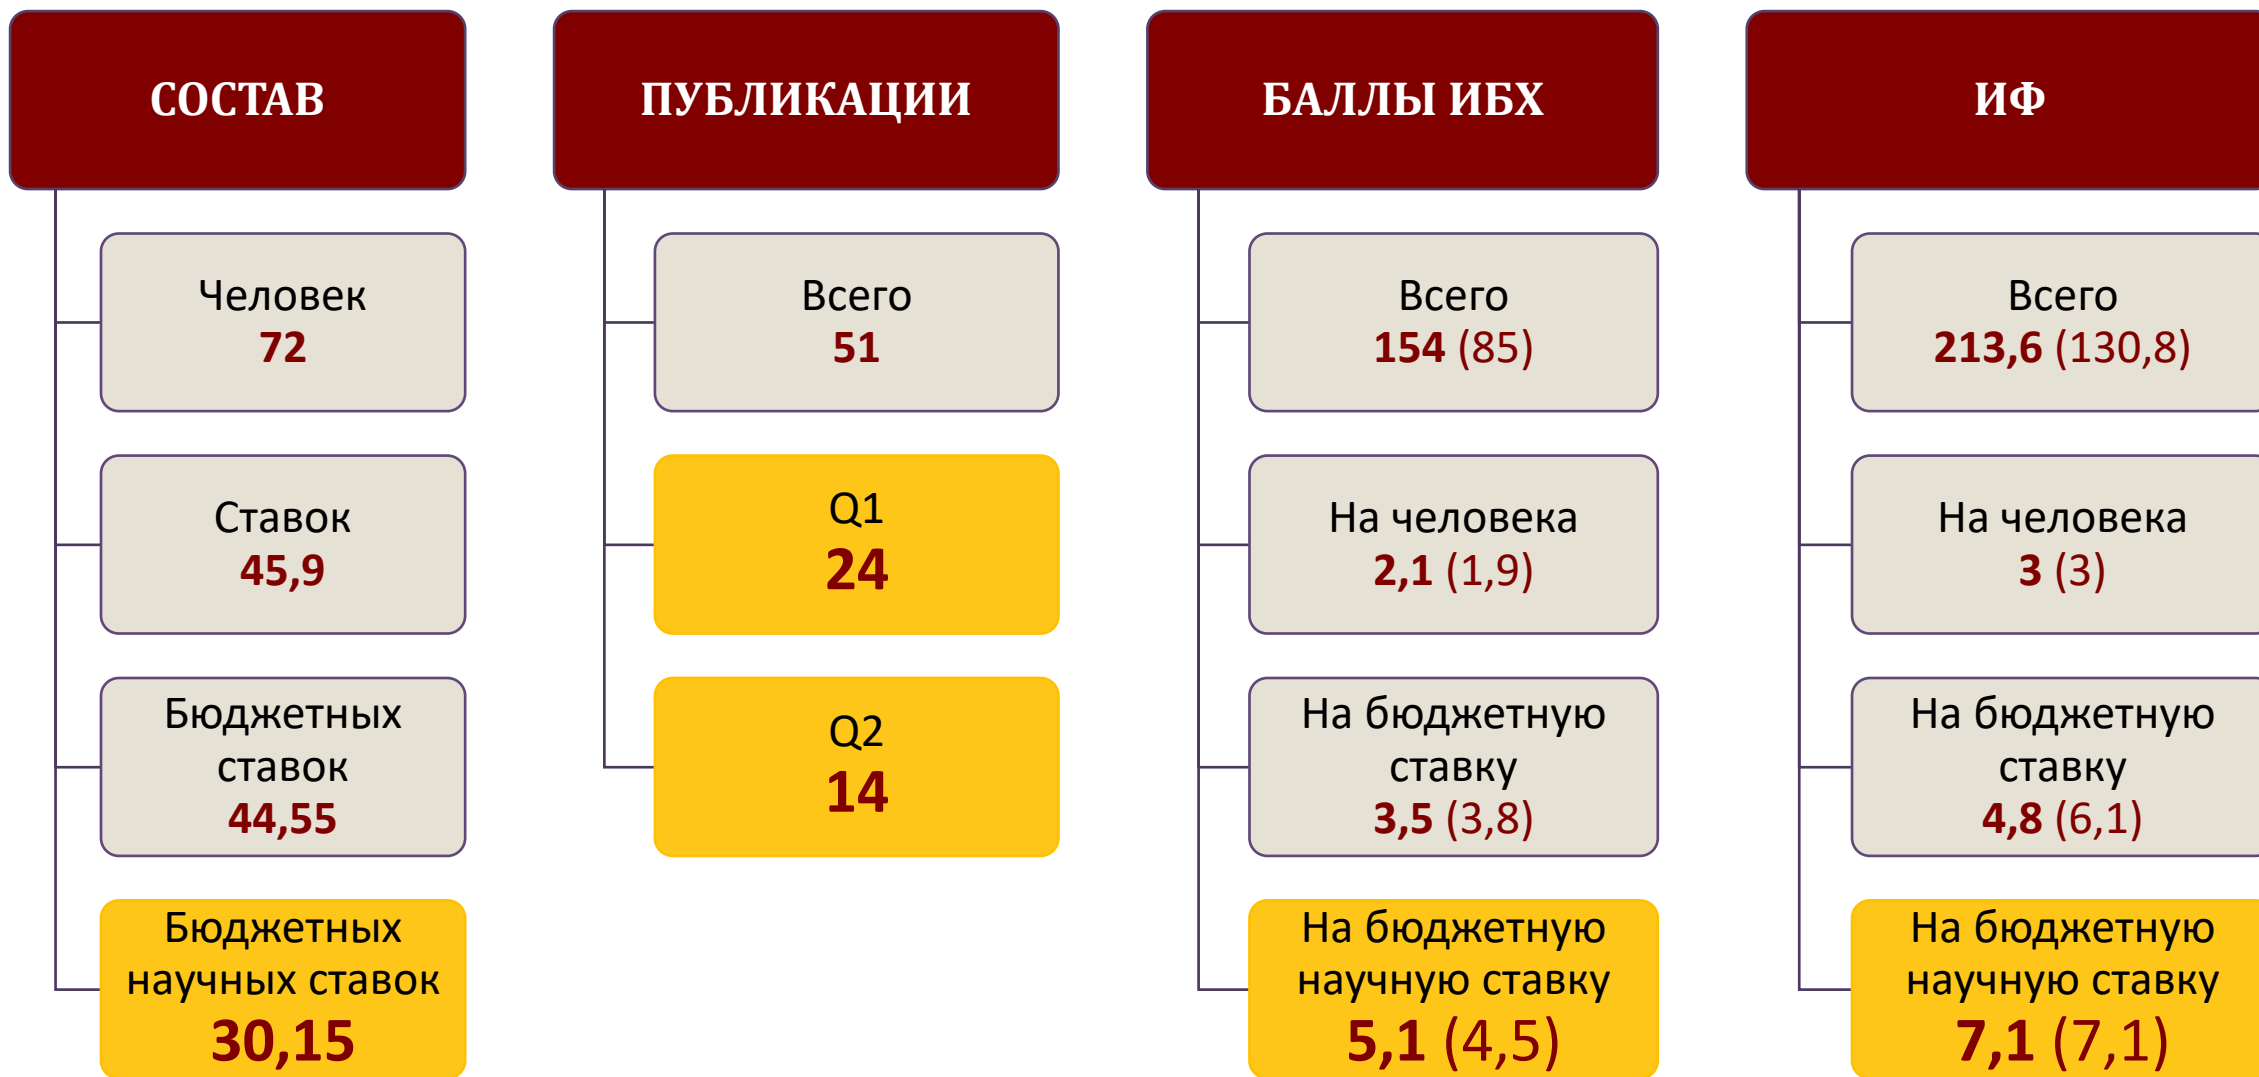 СОСТАВ
Человек
72
Ставок
45,9
Бюджетных
ставок
44,55
Бюджетных
научных ставок
30,15
ПУБЛИКАЦИИ
Всего
51
Q1
24
Q2
14
БАЛЛЫ ИБХ
Всего
154 (85)
На человека
2,1 (1,9)
На бюджетную
ставку
3,5 (3,8)
На бюджетную
научную ставку
5,1 (4,5)
ИФ
Всего
213,6 (130,8)
На человека
3 (3)
На бюджетную
ставку
4,8 (6,1)
На бюджетную
научную ставку
7,1 (7,1)